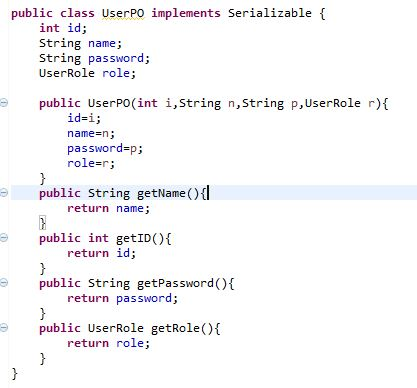 public class UserPO implements Serializable {
    int id;
    String name;
    String password;
    UserRole role;
    public UserPO(int i,String n,String p,UserRole r){
        id=i;
        name=n;
        password=p;
        role=r;
    }
    public String getName(){
        return name;
    }
    public int getID(){
        return id;
    }
    public String getPassword(){
        return password;
    }
    public UserRole getRole(){
        return role;
    }
}